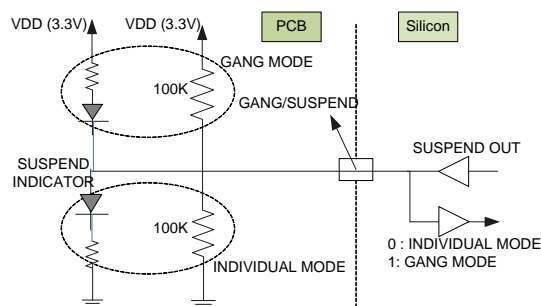 VDD (3.3V)
VDD (3.3V)
PCB
Silicon
GANG MODE
100K
GANG/SUSPEND
SUSPEND OUT
SUSPEND
INDICATOR
100K
0 : INDIVIDUAL MODE
1: GANG MODE
INDIVIDUAL MODE